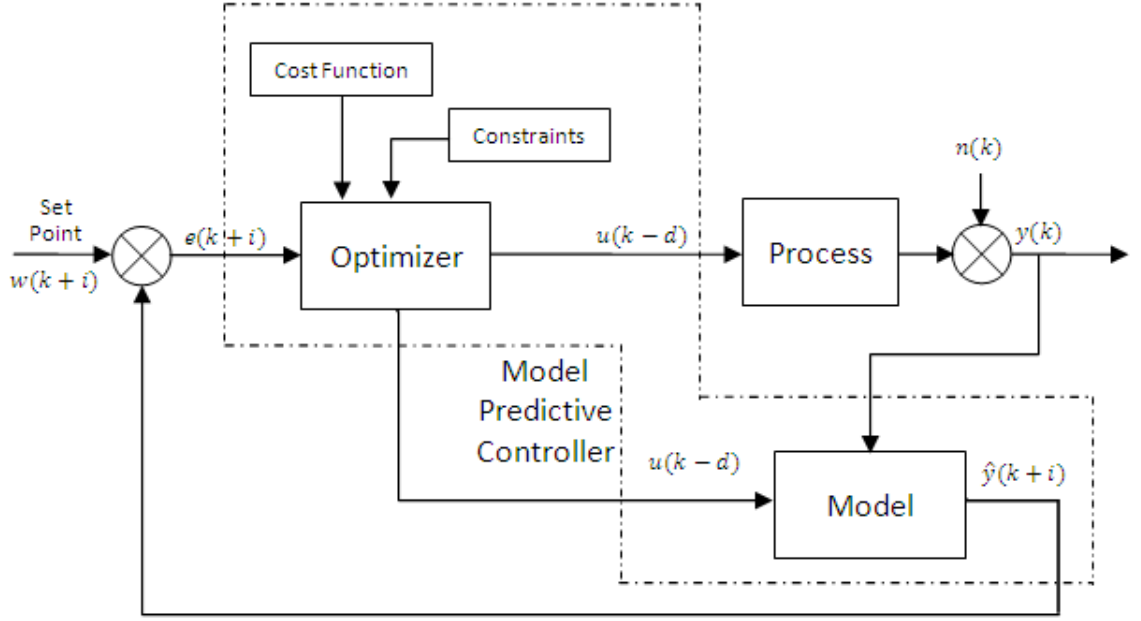 Cost Function
Constraints
n(k)
Set
Point
w(k + i)
e(k + i)
Optimizer
u(k − d)
Process
y(k)
Model
Predictive
Controller
u(k − d)
Model
ŷ(k + i)